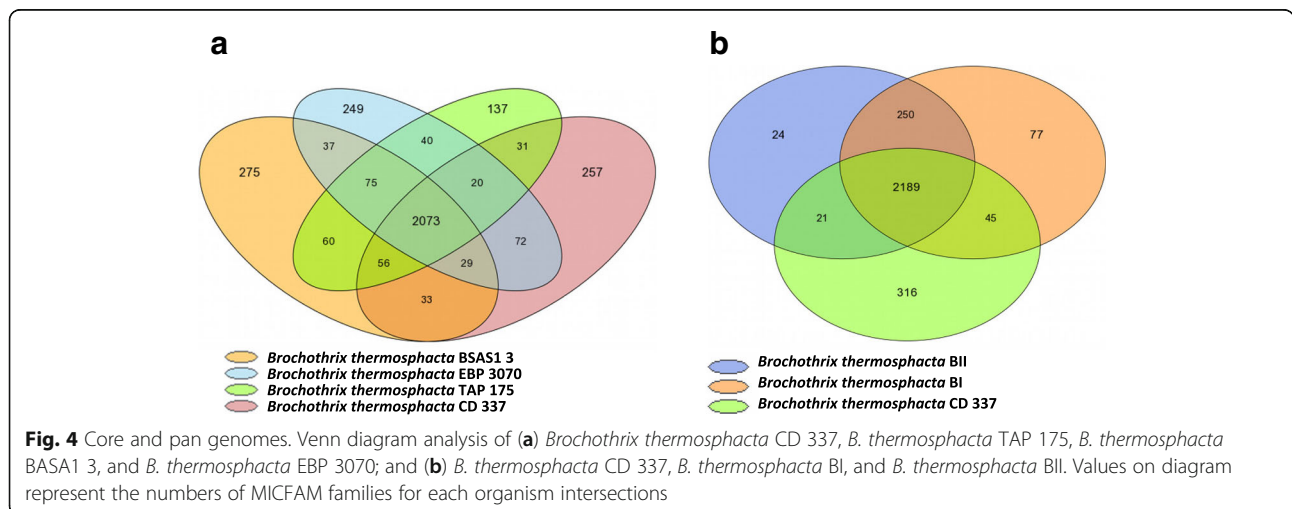 a
b
249
137
37
40
31
275
75
20
257
2073
60
72
56
29
33
250
24
77
2189
21
45
316
Brochothrix thermosphacta BSAS1 3
Brochothrix thermosphacta EBP 3070
Brochothrix thermosphacta TAP 175
Brochothrix thermosphacta CD 337
Brochothrix thermosphacta BII
Brochothrix thermosphacta BI
Brochothrix thermosphacta CD 337
Fig. 4 Core and pan genomes. Venn diagram analysis of (a) Brochothrix thermosphacta CD 337, B. thermosphacta TAP 175, B. thermosphacta
BASA1 3, and B. thermosphacta EBP 3070; and (b) B. thermosphacta CD 337, B. thermosphacta BI, and B. thermosphacta BII. Values on diagram
represent the numbers of MICFAM families for each organism intersections